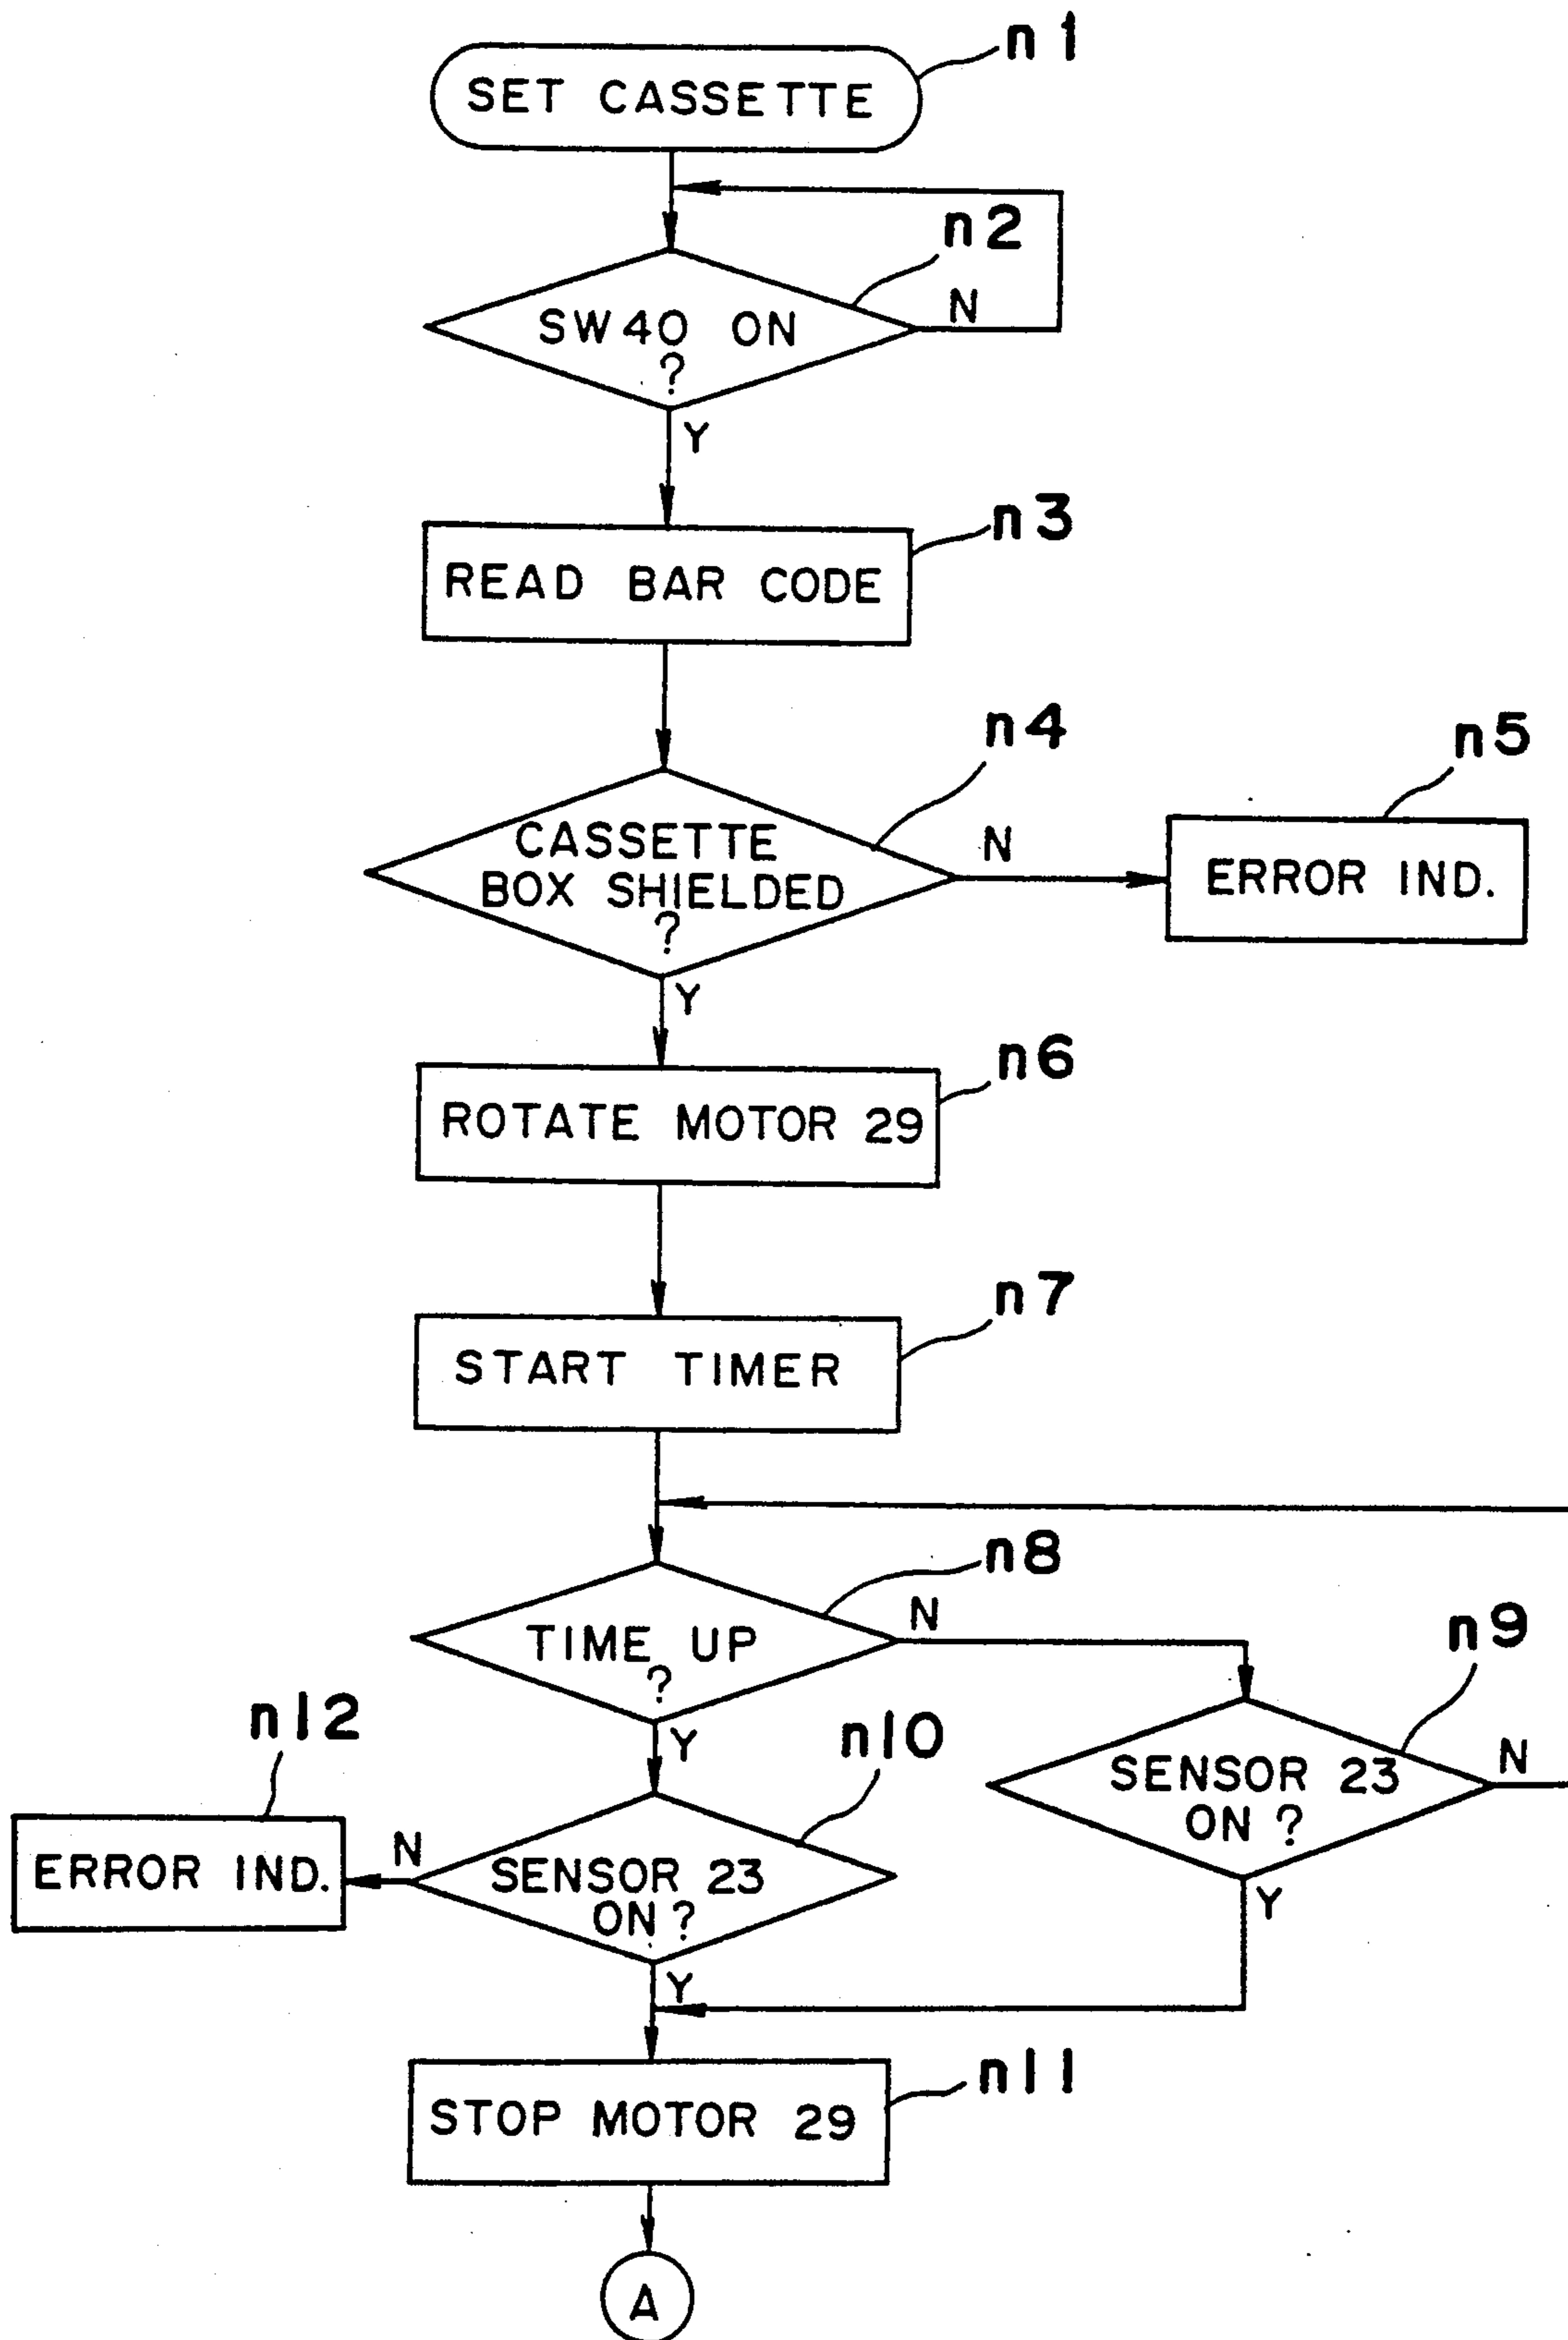 n1
SET CASSETTE
n2
SW40 ON
?
N
Y
n3
READ BAR CODE
n4
CASSETTE
BOX SHIELDED
?
N
n5
ERROR IND.
Y
n6
ROTATE MOTOR 29
n7
START TIMER
n8
TIME UP
?
N
n9
SENSOR 23
ON ?
N
Y
Y
n10
SENSOR 23
ON ?
N
n12
ERROR IND.
Y
n11
STOP MOTOR 29
A